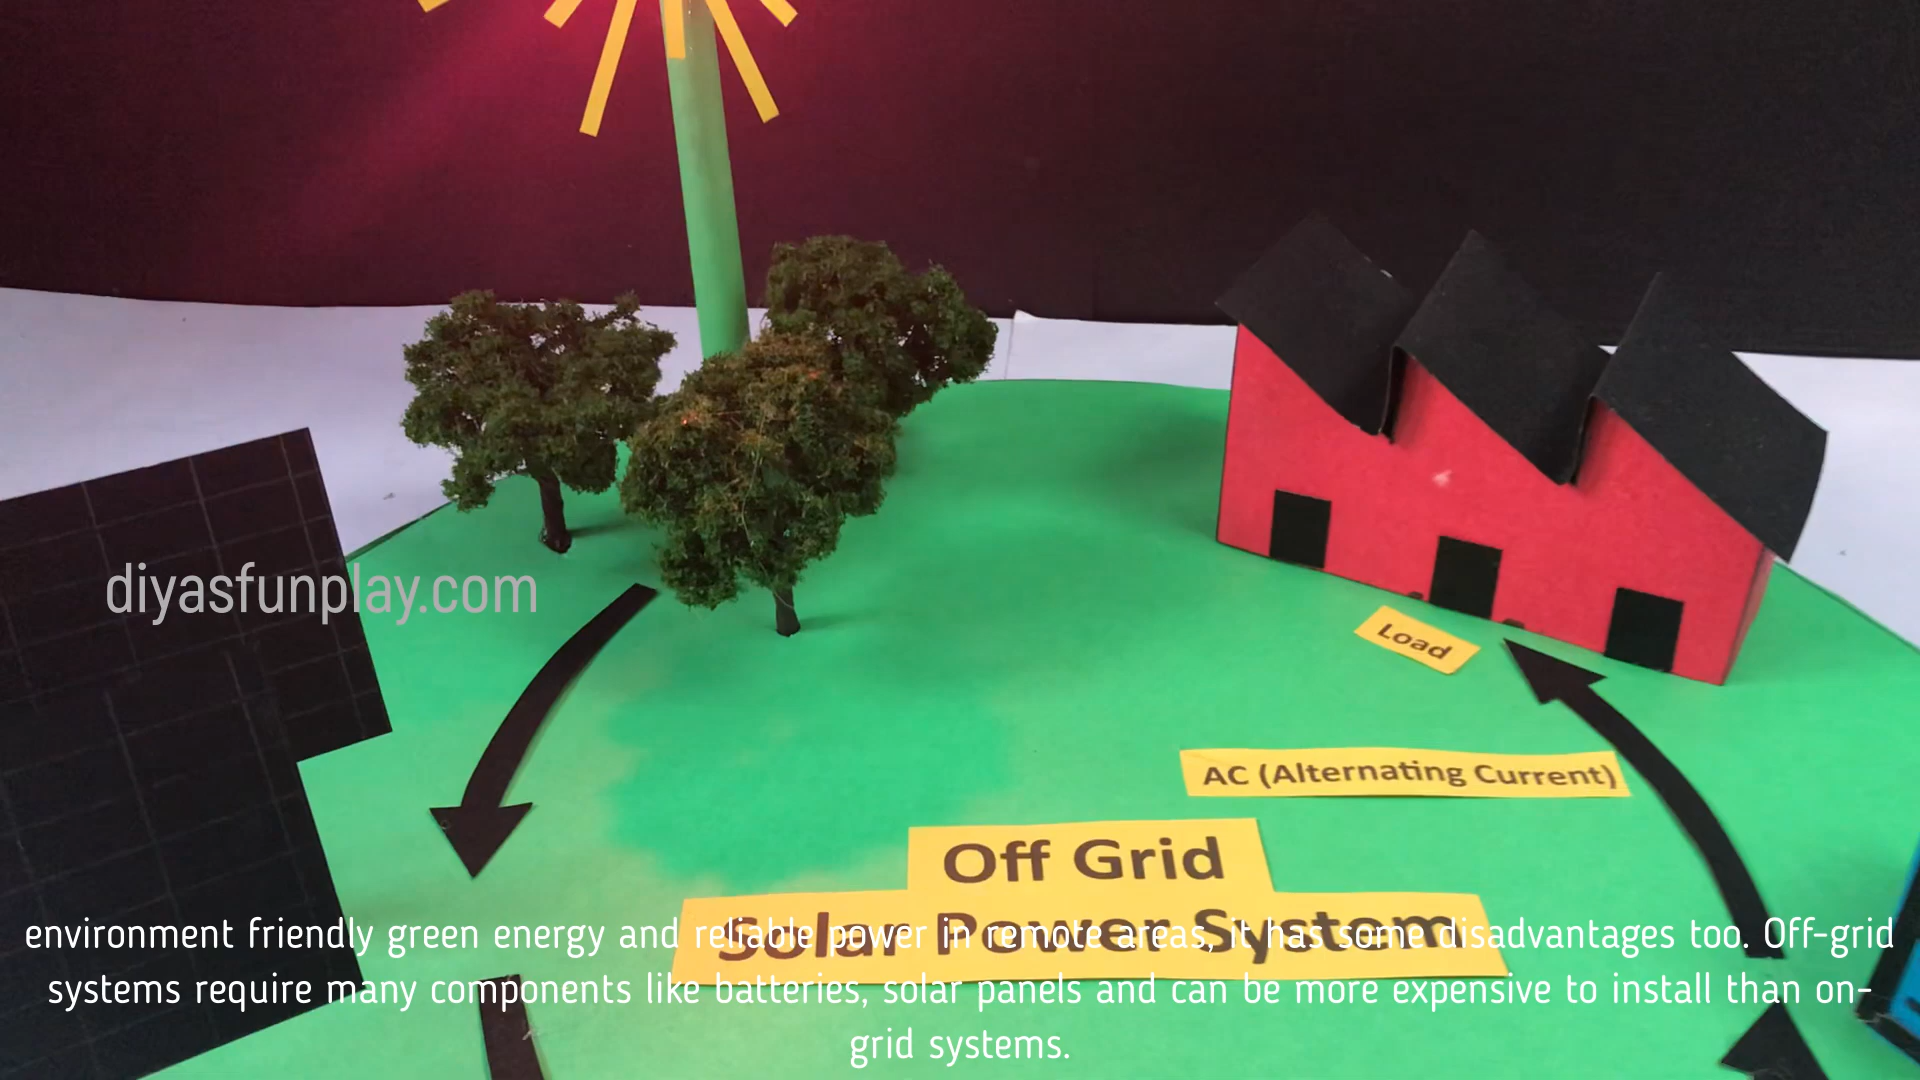 diyasfunplay.com
Load
AC (Alternating Current)
Off Grid
Solar Power System
environment friendly green energy and reliable power in remote areas, it has some disadvantages too. Off-grid
systems require many components like batteries, solar panels and can be more expensive to install than on-
grid systems.